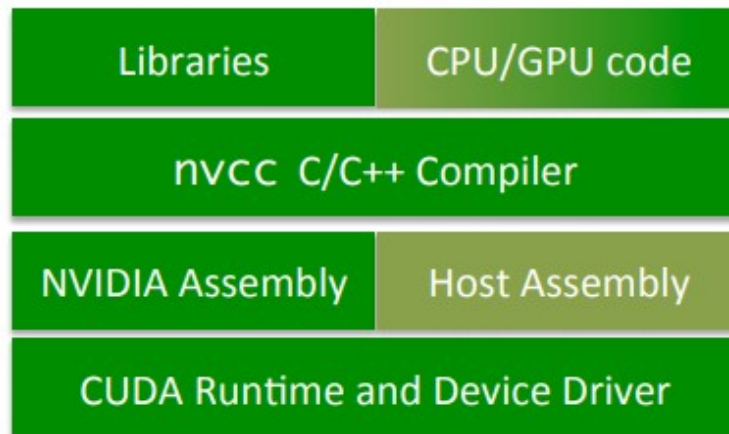 Libraries
CPU/GPU code
nvcc C/C++ Compiler
NVIDIA Assembly
Host Assembly
CUDA Runtime and Device Driver